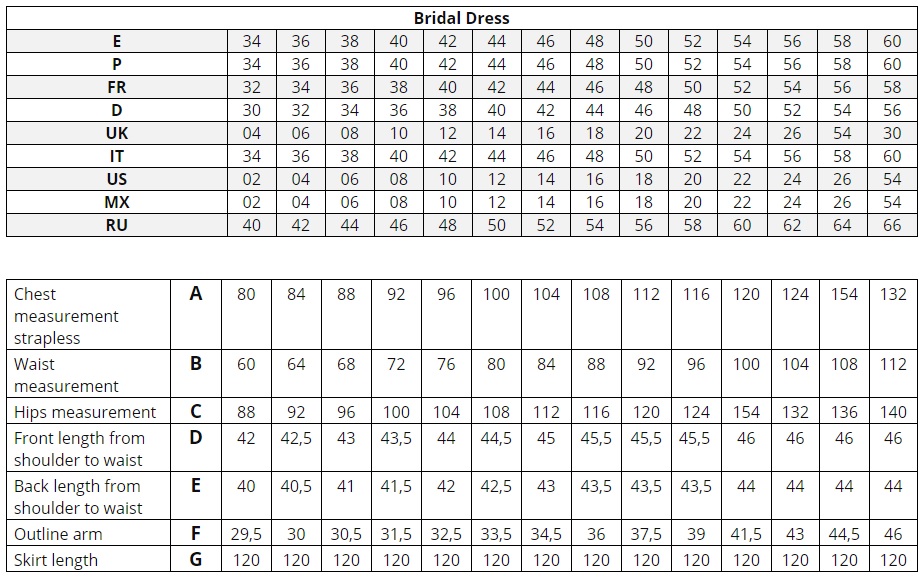 Bridal Dress
E 34 36 38 40 42 44 46 48 50 52 54 56 58 60
P 34 36 38 40 42 44 46 48 50 52 54 56 58 60
FR 32 34 36 38 40 42 44 46 48 50 52 54 56 58
D 30 32 34 36 38 40 42 44 46 48 50 52 54 56
UK 04 06 08 10 12 14 16 18 20 22 24 26 54 30
IT 34 36 38 40 42 44 46 48 50 52 54 56 58 60
US 02 04 06 08 10 12 14 16 18 20 22 24 26 54
MX 02 04 06 08 10 12 14 16 18 20 22 24 26 54
RU 40 42 44 46 48 50 52 54 56 58 60 62 64 66
Chest A 80 84 88 92 96 100 104 108 112 116 120 124 154 132
measurement
strapless
Waist B 60 64 68 72 76 80 84 88 92 96 100 104 108 112
measurement
Hips measurement C 88 92 96 100 104 108 112 116 120 124 154 132 136 140
Front length from D 42 42,5 43 43,5 44 44,5 45 45,5 45,5 45,5 46 46 46 46
shoulder to waist
Back length from E 40 40,5 41 41,5 42 42,5 43 43,5 43,5 43,5 44 44 44 44
shoulder to waist
Outline arm F 29,5 30 30,5 31,5 32,5 33,5 34,5 36 37,5 39 41,5 43 44,5 46
Skirt length G 120 120 120 120 120 120 120 120 120 120 120 120 120 120